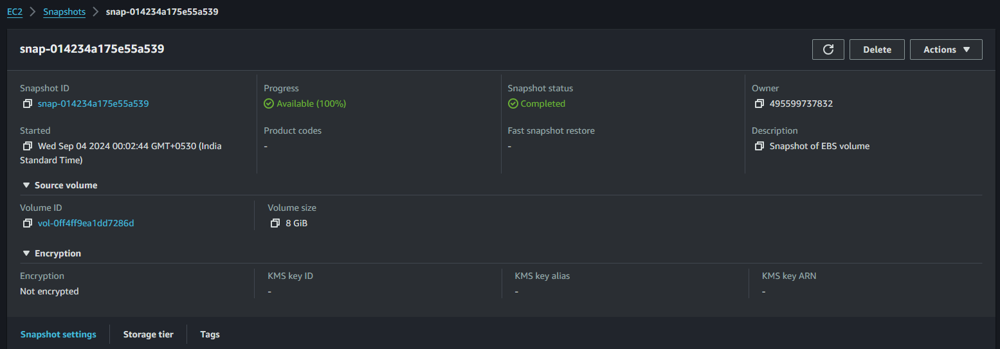 EC2 > Snapshots > snap-014234a175e55a539
snap-014234a175e55a539
Delete
Actions
Snapshot ID
snap-014234a175e55a539
Progress
Available (100%)
Snapshot status
Completed
Owner
495599737832
Started
Wed Sep 04 2024 00:02:44 GMT+0530 (India
Standard Time)
Product codes
-
Fast snapshot restore
-
Description
Snapshot of EBS volume
Source volume
Volume ID
vol-0ff4ff9ea1dd7286d
Volume size
8 GiB
Encryption
Encryption
Not encrypted
KMS key ID
-
KMS key alias
-
KMS key ARN
-
Snapshot settings
Storage tier
Tags